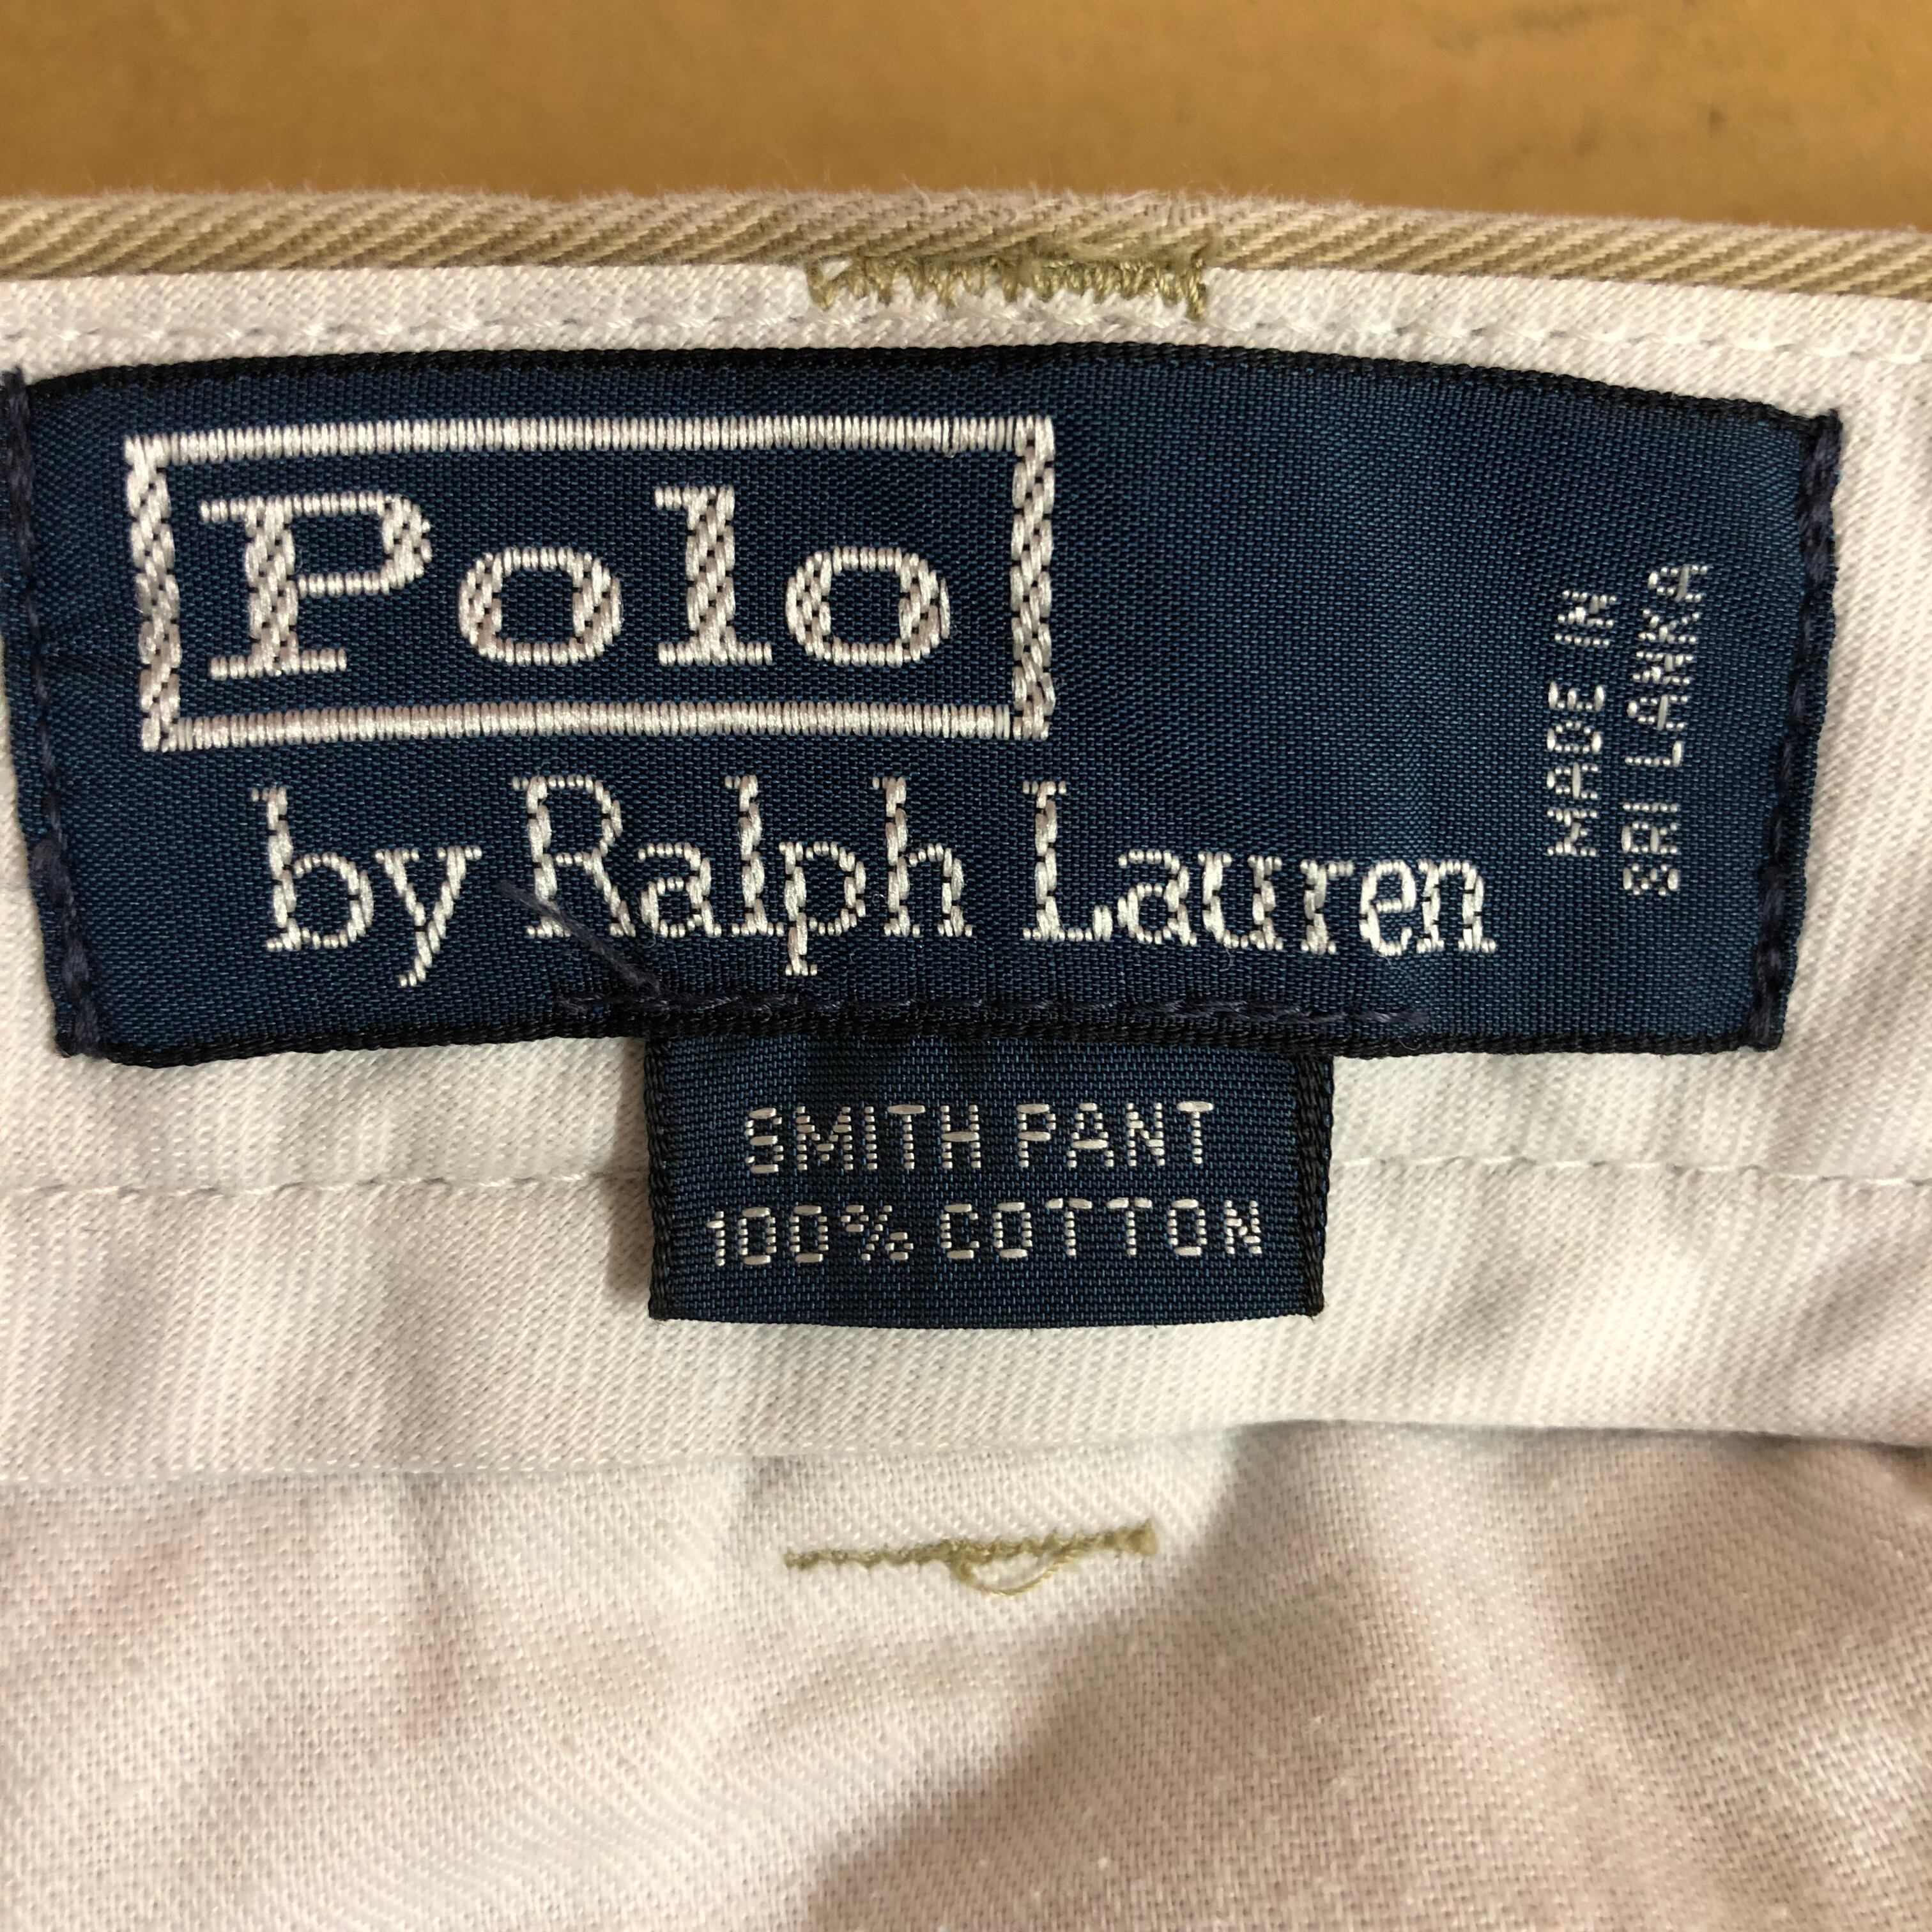 Polo
by Ralph Lauren
MADE IN
SRI LANKA
SMITH PANT
100% COTTON